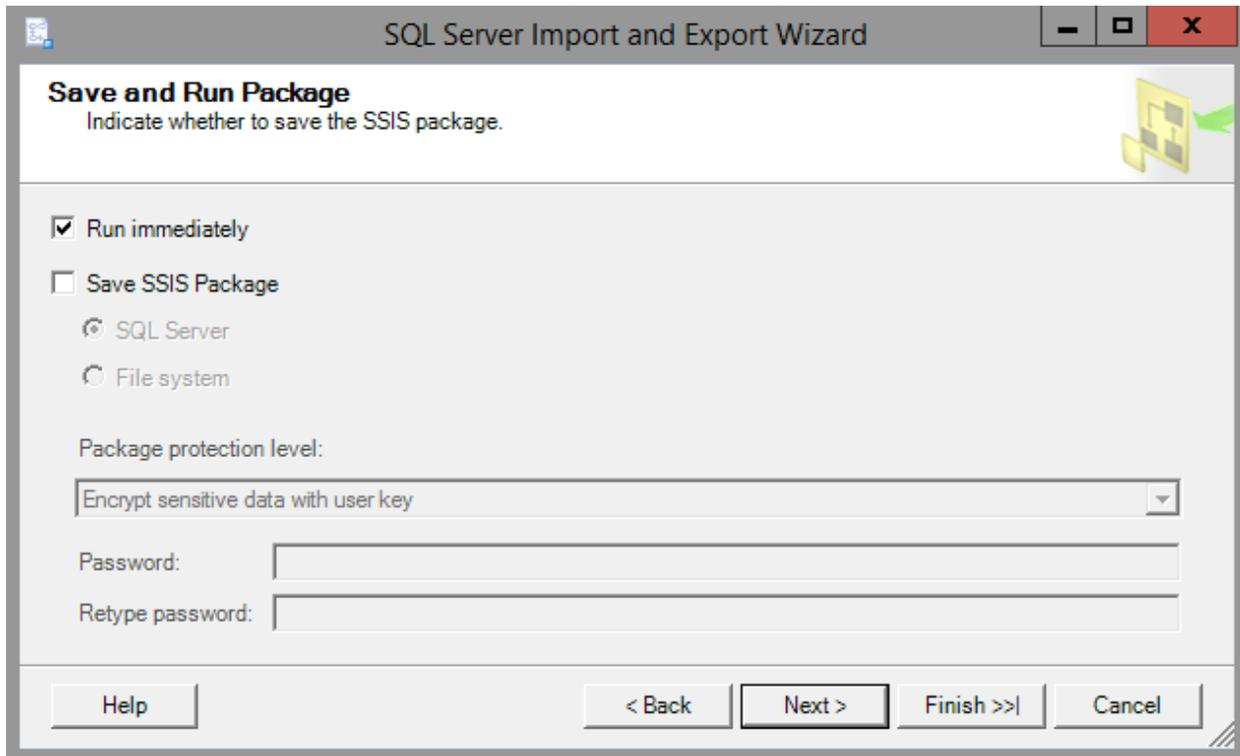 SQL Server Import and Export Wizard
Save and Run Package
Indicate whether to save the SSIS package.
Run immediately
Save SSIS Package
SQL Server
File system
Package protection level:
Encrypt sensitive data with user key
Password:
Retype password:
Help < Back Next > Finish >>| Cancel